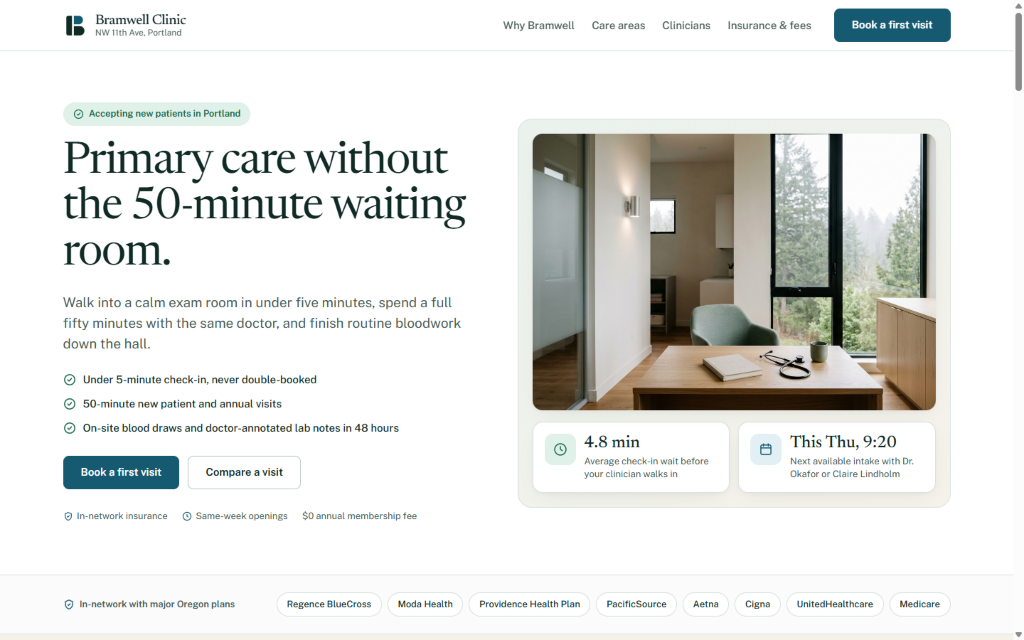 Bramwell Clinic
NW 11th Ave, Portland
Why Bramwell
Care areas
Clinicians
Insurance & fees
Book a first visit
Accepting new patients in Portland
Primary care without
the 50-minute waiting
room.
Walk into a calm exam room in under five minutes, spend a full
fifty minutes with the same doctor, and finish routine bloodwork
down the hall.
Under 5-minute check-in, never double-booked
50-minute new patient and annual visits
On-site blood draws and doctor-annotated lab notes in 48 hours
Book a first visit
Compare a visit
In-network insurance
Same-week openings
$0 annual membership fee
4.8 min
Average check-in wait before
your clinician walks in
This Thu, 9:20
Next available intake with Dr.
Okafor or Claire Lindholm
In-network with major Oregon plans
Regence BlueCross
Moda Health
Providence Health Plan
PacificSource
Aetna
Cigna
UnitedHealthcare
Medicare